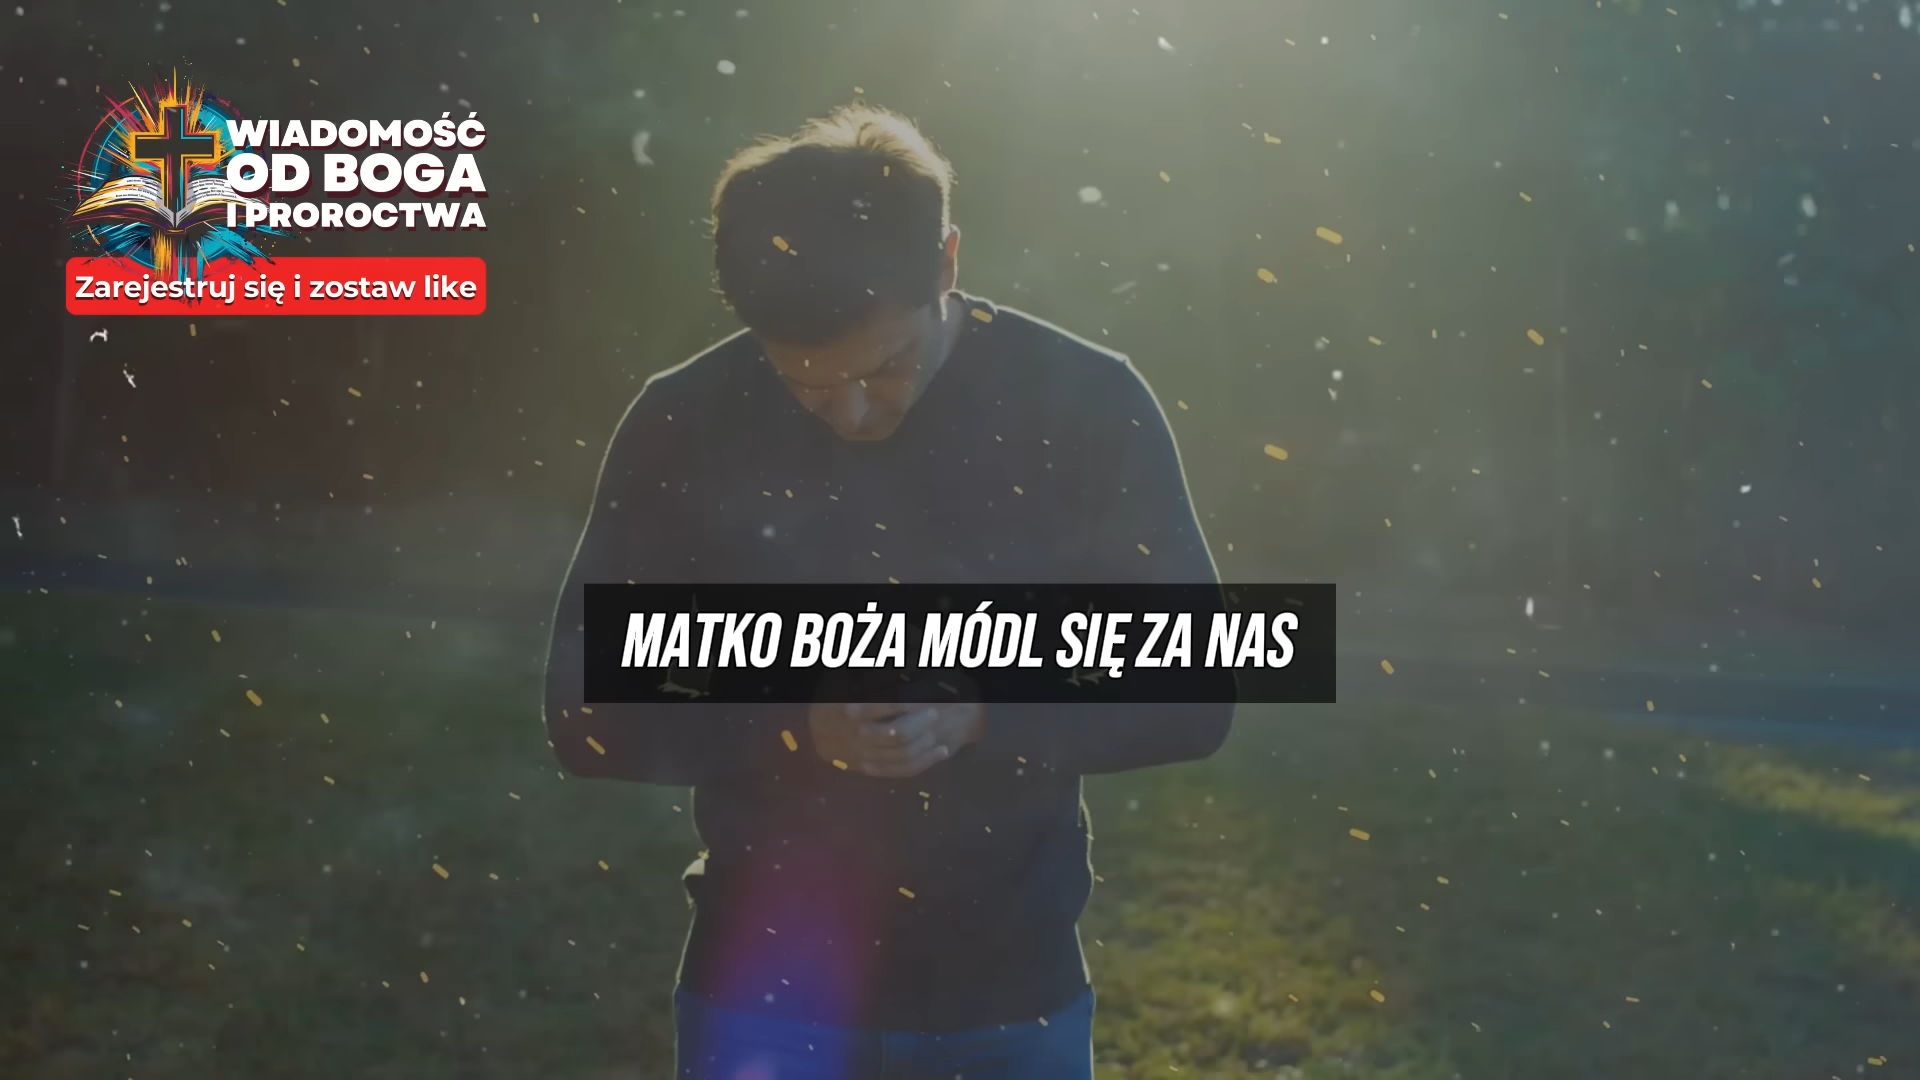 WIADOMOŚĆ
OD BOGA
I PROROCTWA
Zarejestruj się i zostaw like
MATKO BOŻA MÓDL SIĘ ZA NAS